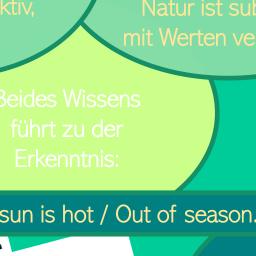 ktiv,
Natur ist sub
mit Werten ve
Beides Wissens
führt zu der
Erkenntnis:
sun is hot / Out of season.